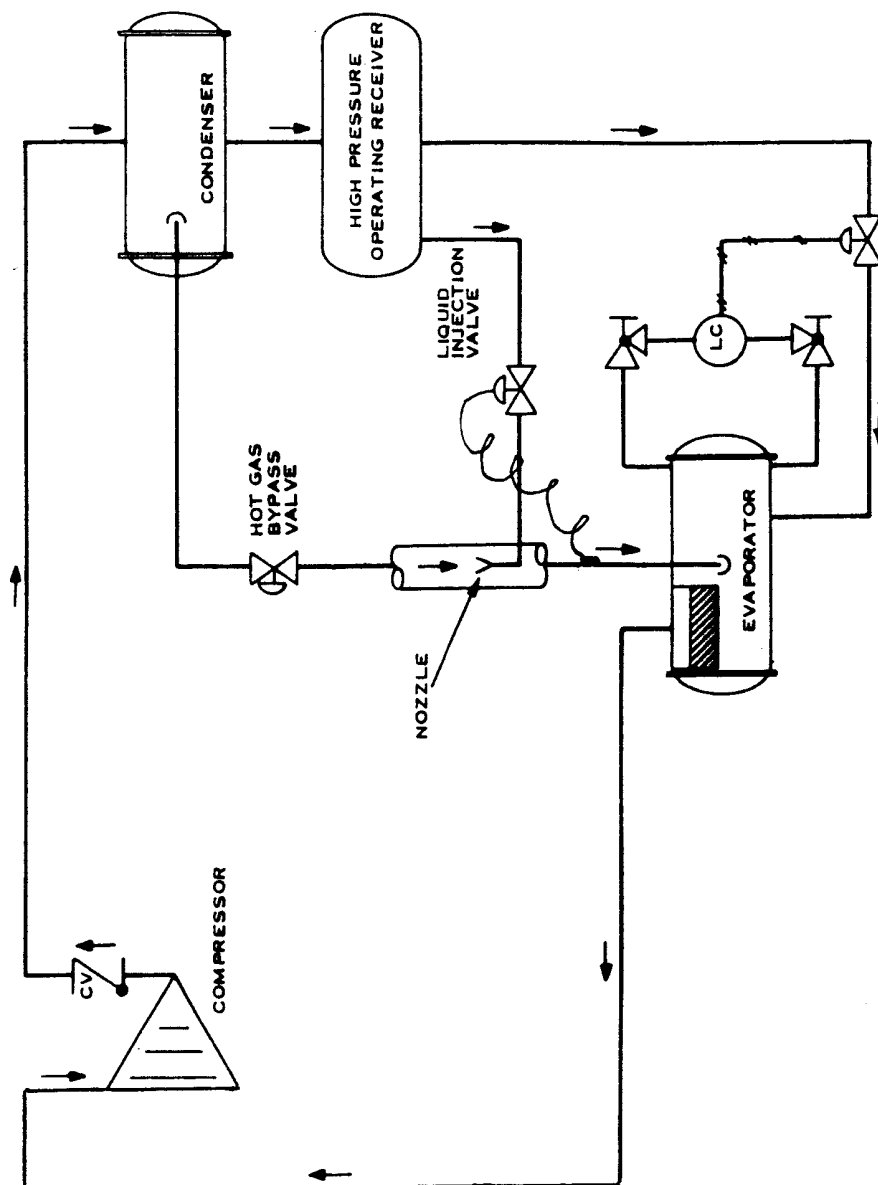 CONDENSER
HIGH PRESSURE
OPERATING RECEIVER
LIQUID
INJECTION
VALVE
HOT GAS
BYPASS
VALVE
NOZZLE
LC
EVAPORATOR
CV
COMPRESSOR